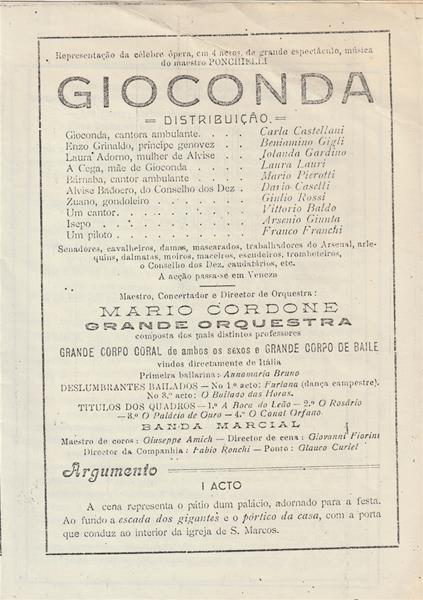 Representação da célebre ópera, em 4 actos, de grande espectáculo, música
do maestro PONCHIELLI
GIOCONDA
= DISTRIBUIÇÃO =
Gioconda, cantora ambulante. . . . Carla Castellani
Enzo Grinaldo, príncipe genovez . . Beniamino Gigli
Laura Adorno, mulher de Alvise . . Jolanda Gardino
A Cega, mãe de Gioconda . . . . Laura Lauri
Bárnaba, cantor ambulante . . . . Mario Pierotti
Alvise Badoero, do Conselho dos Dez . Dario Caselli
Zuano, gondoleiro . . . . . . Giulio Rossi
Um cantor. . . . . . . . Vittorio Baldo
Isepo . . . . . . . . . Arsenio Giunta
Um piloto . . . . . . . . Franco Franchi
Senadores, cavalheiros, damas, mascarados, trabalhadores do Arsenal, arle-
quins, dalmatas, moiros, maceiros, escudeiros, tromboteiros,
o Conselho dos Dez, caudatários, etc.
A acção passa-se em Veneza
Maestro, Concertador e Director de Orquestra:
MARIO CORDONE
GRANDE ORQUESTRA
composta dos mais distintos professores
GRANDE CORPO CORAL de ambos os sexos e GRANDE CORPO DE BAILE
vindos directamente de Itália
Primeira ballarina: Annamaria Bruno
DESLUMBRANTES BAILADOS — No 1.º acto: Furlana (dança campestre).
No 3.º acto: O Bailado das Horas.
TITULOS DOS QUADROS — 1.º A Boca do Leão — 2.º O Rosário
— 3.º O Palácio de Ouro — 4.º O Canal Orfano.
BANDA MARCIAL
Maestro de coros: Giuseppe Amich — Director de cena: Giovanni Fiorini
Director da Companhia: Fabio Ronchi — Ponto: Glauco Curiel
Argumento
I ACTO
A cena representa o pátio dum palácio, adornado para a festa.
Ao fundo a escada dos gigantes e o pórtico da casa, com a porta
que conduz ao interior da igreja de S. Marcos.